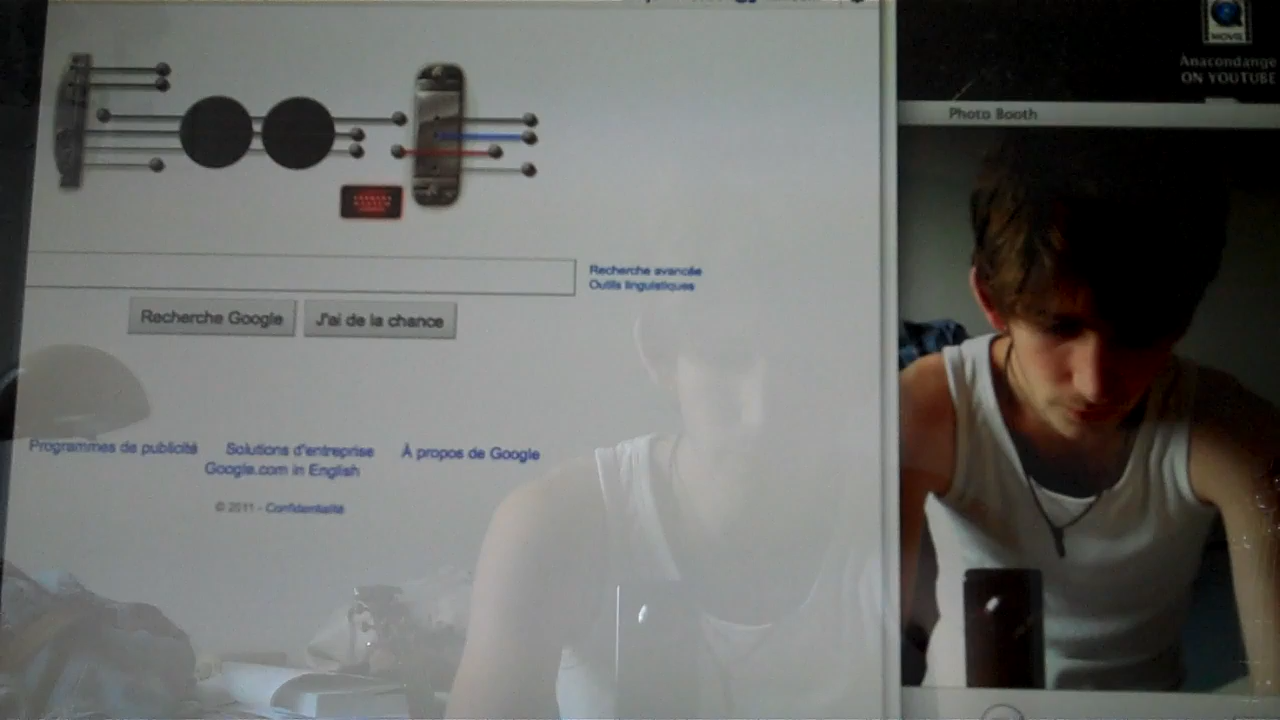 MOVIE
Anacondange
ON YOUTUBE
Photo Booth
Recherche avancée
Outils linguistiques
Recherche Google
J'ai de la chance
Programmes de publicité
Solutions d'entreprise
À propos de Google
Google.com in English
© 2011 - Confidentialité